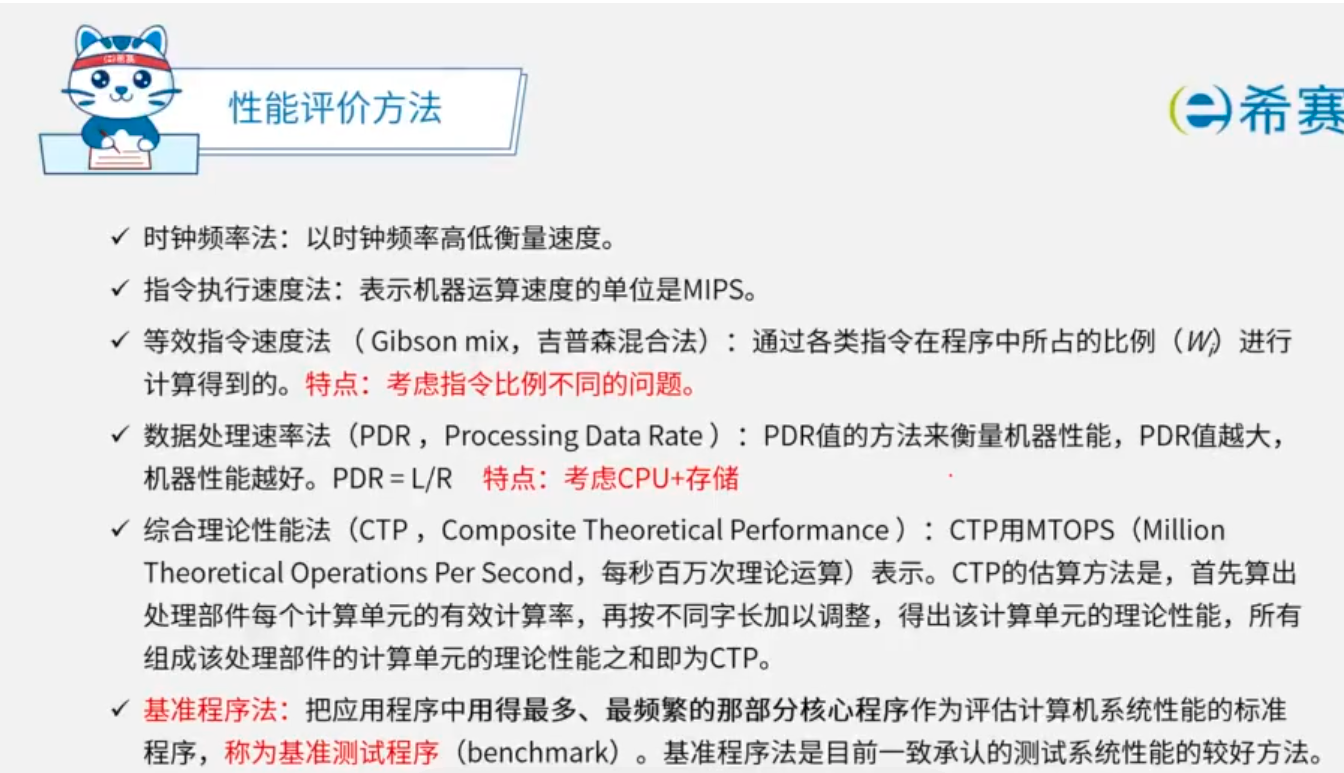 性能评价方法
希赛
✓ 时钟频率法：以时钟频率高低衡量速度。
✓ 指令执行速度法：表示机器运算速度的单位是MIPS。
✓ 等效指令速度法 （ Gibson mix，吉普森混合法）：通过各类指令在程序中所占的比例（Wᵢ）进行
计算得到的。特点：考虑指令比例不同的问题。
✓ 数据处理速率法（PDR ，Processing Data Rate ）：PDR值的方法来衡量机器性能，PDR值越大，
机器性能越好。PDR = L/R 特点：考虑CPU+存储
✓ 综合理论性能法（CTP ，Composite Theoretical Performance ）：CTP用MTOPS（Million
Theoretical Operations Per Second，每秒百万次理论运算）表示。CTP的估算方法是，首先算出
处理部件每个计算单元的有效计算率，再按不同字长加以调整，得出该计算单元的理论性能，所有
组成该处理部件的计算单元的理论性能之和即为CTP。
✓ 基准程序法：把应用程序中用得最多、最频繁的那部分核心程序作为评估计算机系统性能的标准
程序，称为基准测试程序（benchmark）。基准程序法是目前一致承认的测试系统性能的较好方法。